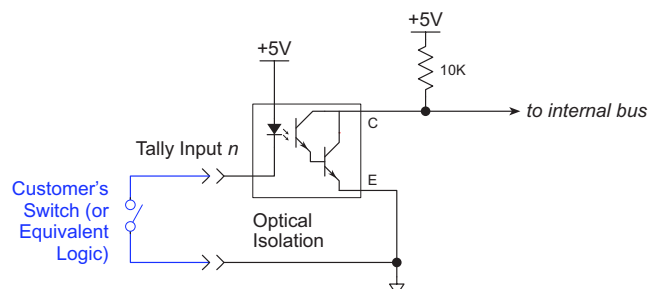 +5V
+5V
10K
C
to internal bus
Tally Input n
E
Customer's
Switch (or
Equivalent
Logic)
Optical
Isolation